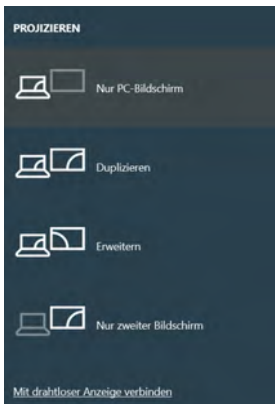 PROJIZIEREN
Nur PC-Bildschirm
Duplizieren
Erweitern
Nur zweiter Bildschirm
Mit drahtloser Anzeige verbinden